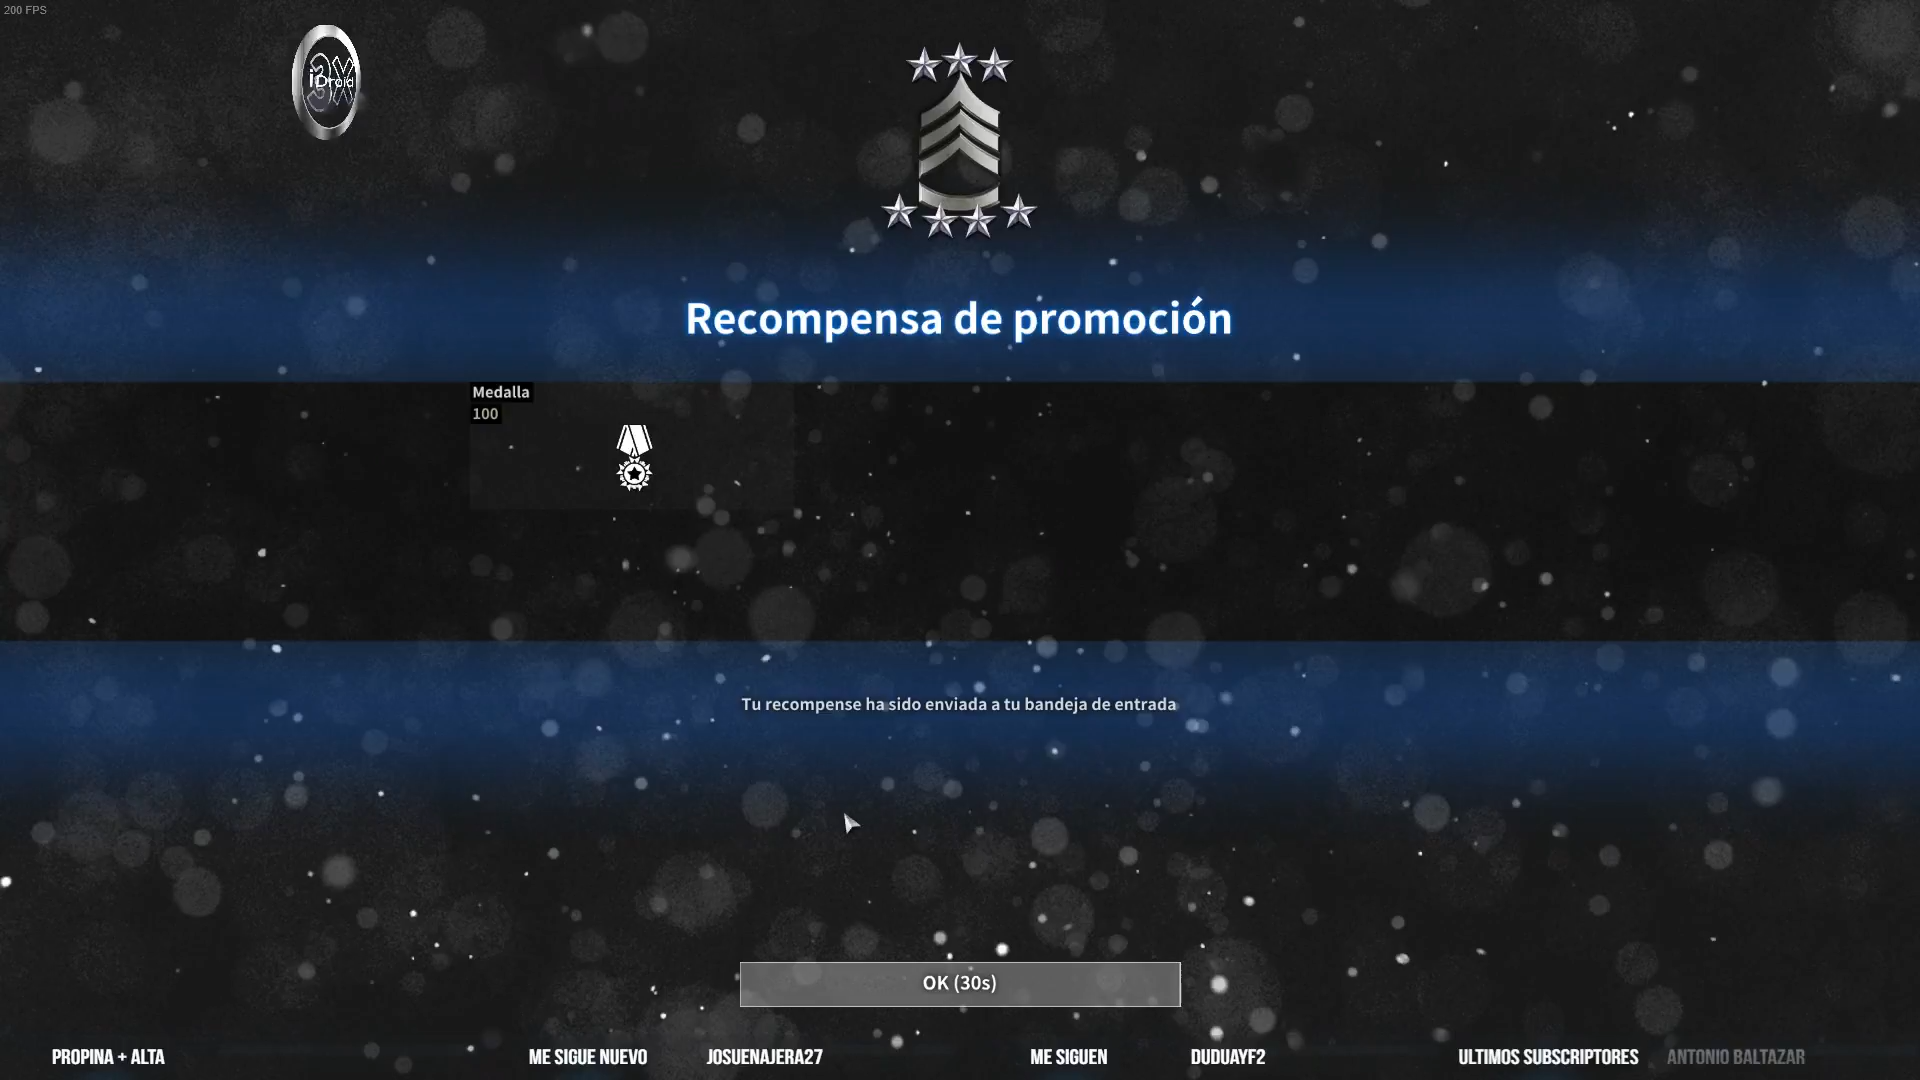 200 FPS
iDroid
Recompensa de promoción
Medalla
100
Tu recompense ha sido enviada a tu bandeja de entrada
OK (30s)
PROPINA + ALTA ME SIGUE NUEVO JOSUENAJERA27 ME SIGUEN DUDUAYF2 ULTIMOS SUBSCRIPTORES ANTONIO BALTAZAR